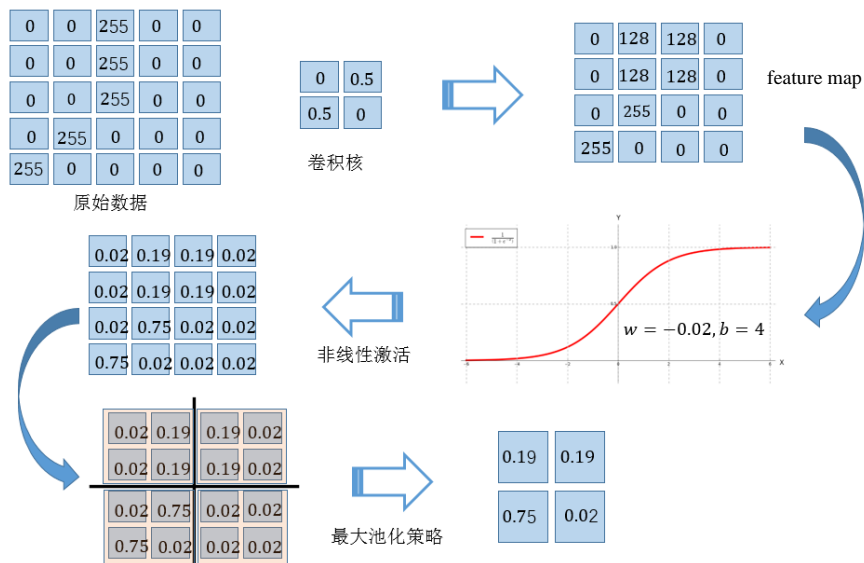 0 0 255 0 0
0 0 255 0 0
0 0 255 0 0
0 255 0 0 0
255 0 0 0 0
原始数据
0 0.5
0.5 0
卷积核
0 128 128 0
0 128 128 0
0 255 0 0
255 0 0 0
feature map
Y
X
w = −0.02, b = 4
0.02 0.19 0.19 0.02
0.02 0.19 0.19 0.02
0.02 0.75 0.02 0.02
0.75 0.02 0.02 0.02
非线性激活
0.02 0.19 0.19 0.02
0.02 0.19 0.19 0.02
0.02 0.75 0.02 0.02
0.75 0.02 0.02 0.02
最大池化策略
0.19 0.19
0.75 0.02